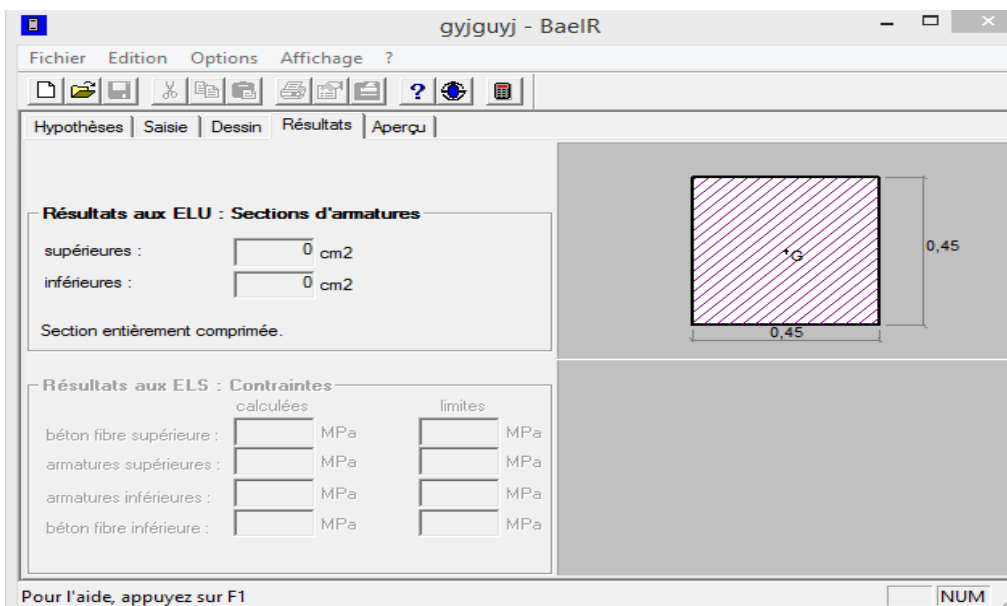 gyjguyj - BaelR
Fichier Edition Options Affichage ?
Hypothèses Saisie Dessin Résultats Aperçu
Résultats aux ELU : Sections d'armatures
supérieures : 0 cm2
inférieures : 0 cm2
Section entièrement comprimée.
G
0,45
0,45
Résultats aux ELS : Contraintes
calculées limites
béton fibre supérieure : MPa MPa
armatures supérieures : MPa MPa
armatures inférieures : MPa MPa
béton fibre inférieure : MPa MPa
Pour l'aide, appuyez sur F1 NUM